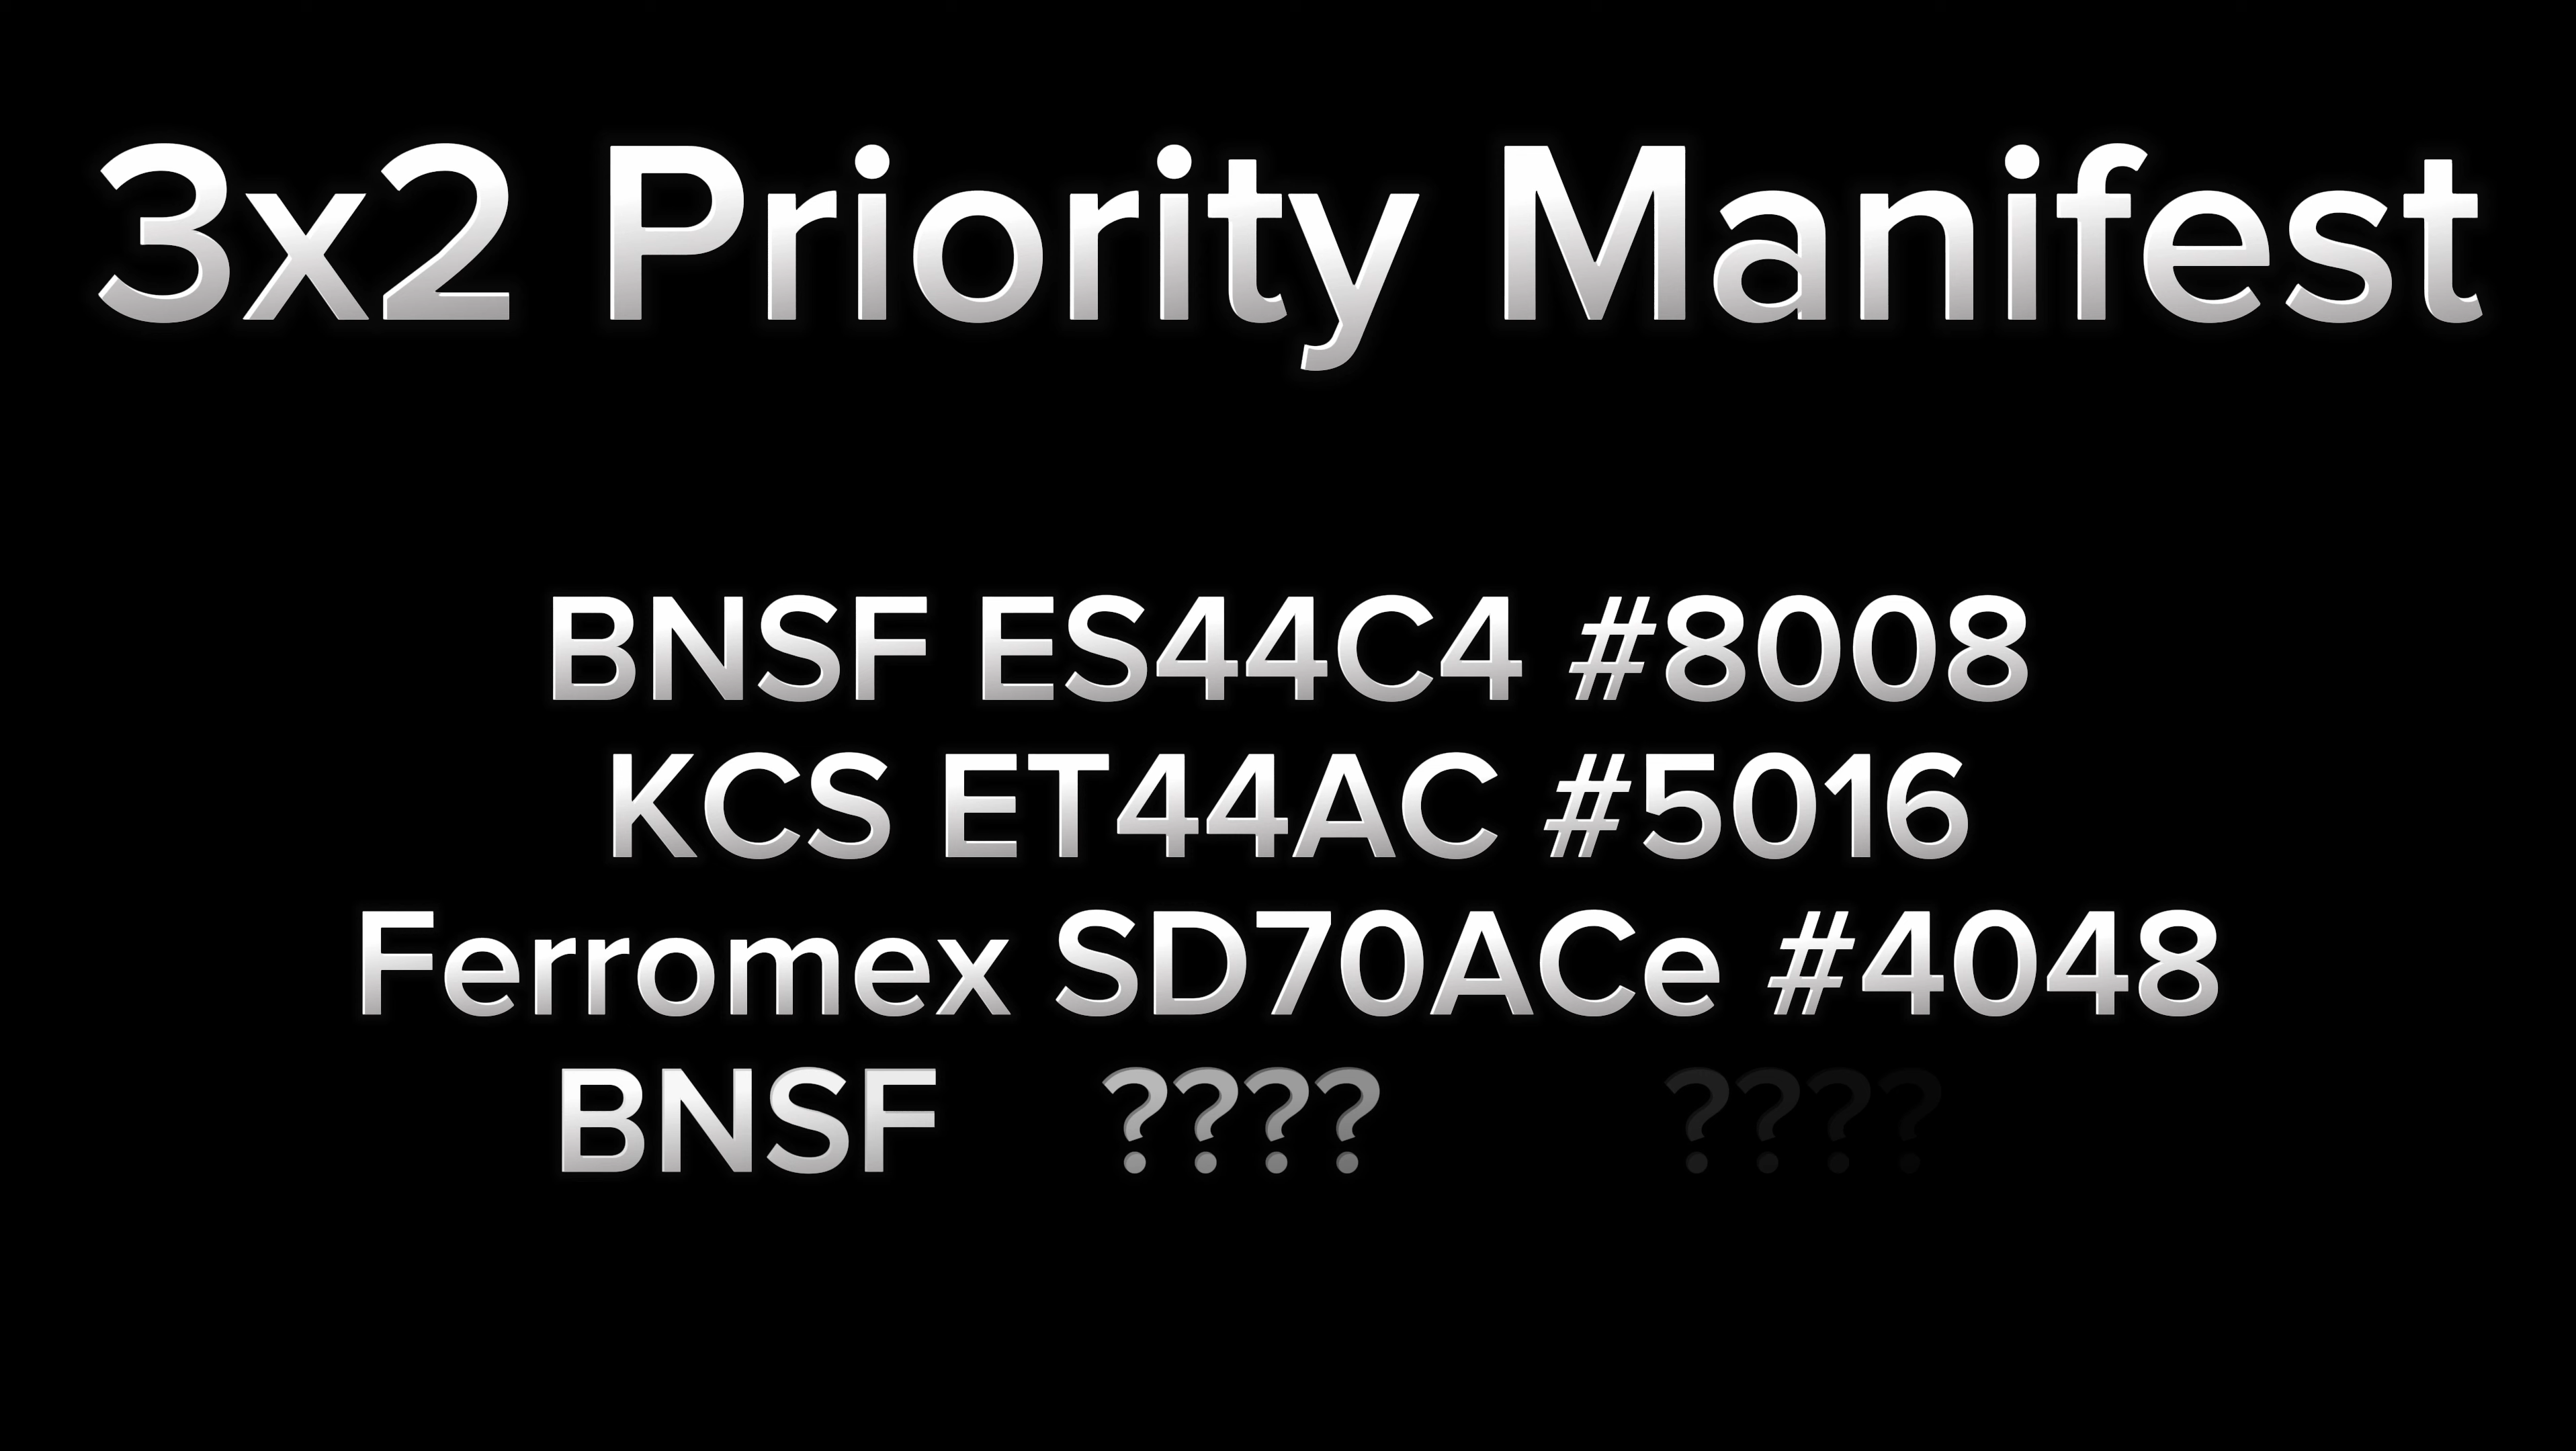 3x2 Priority Manifest
BNSF ES44C4 #8008
KCS ET44AC #5016
Ferromex SD70ACe #4048
BNSF ???? ????